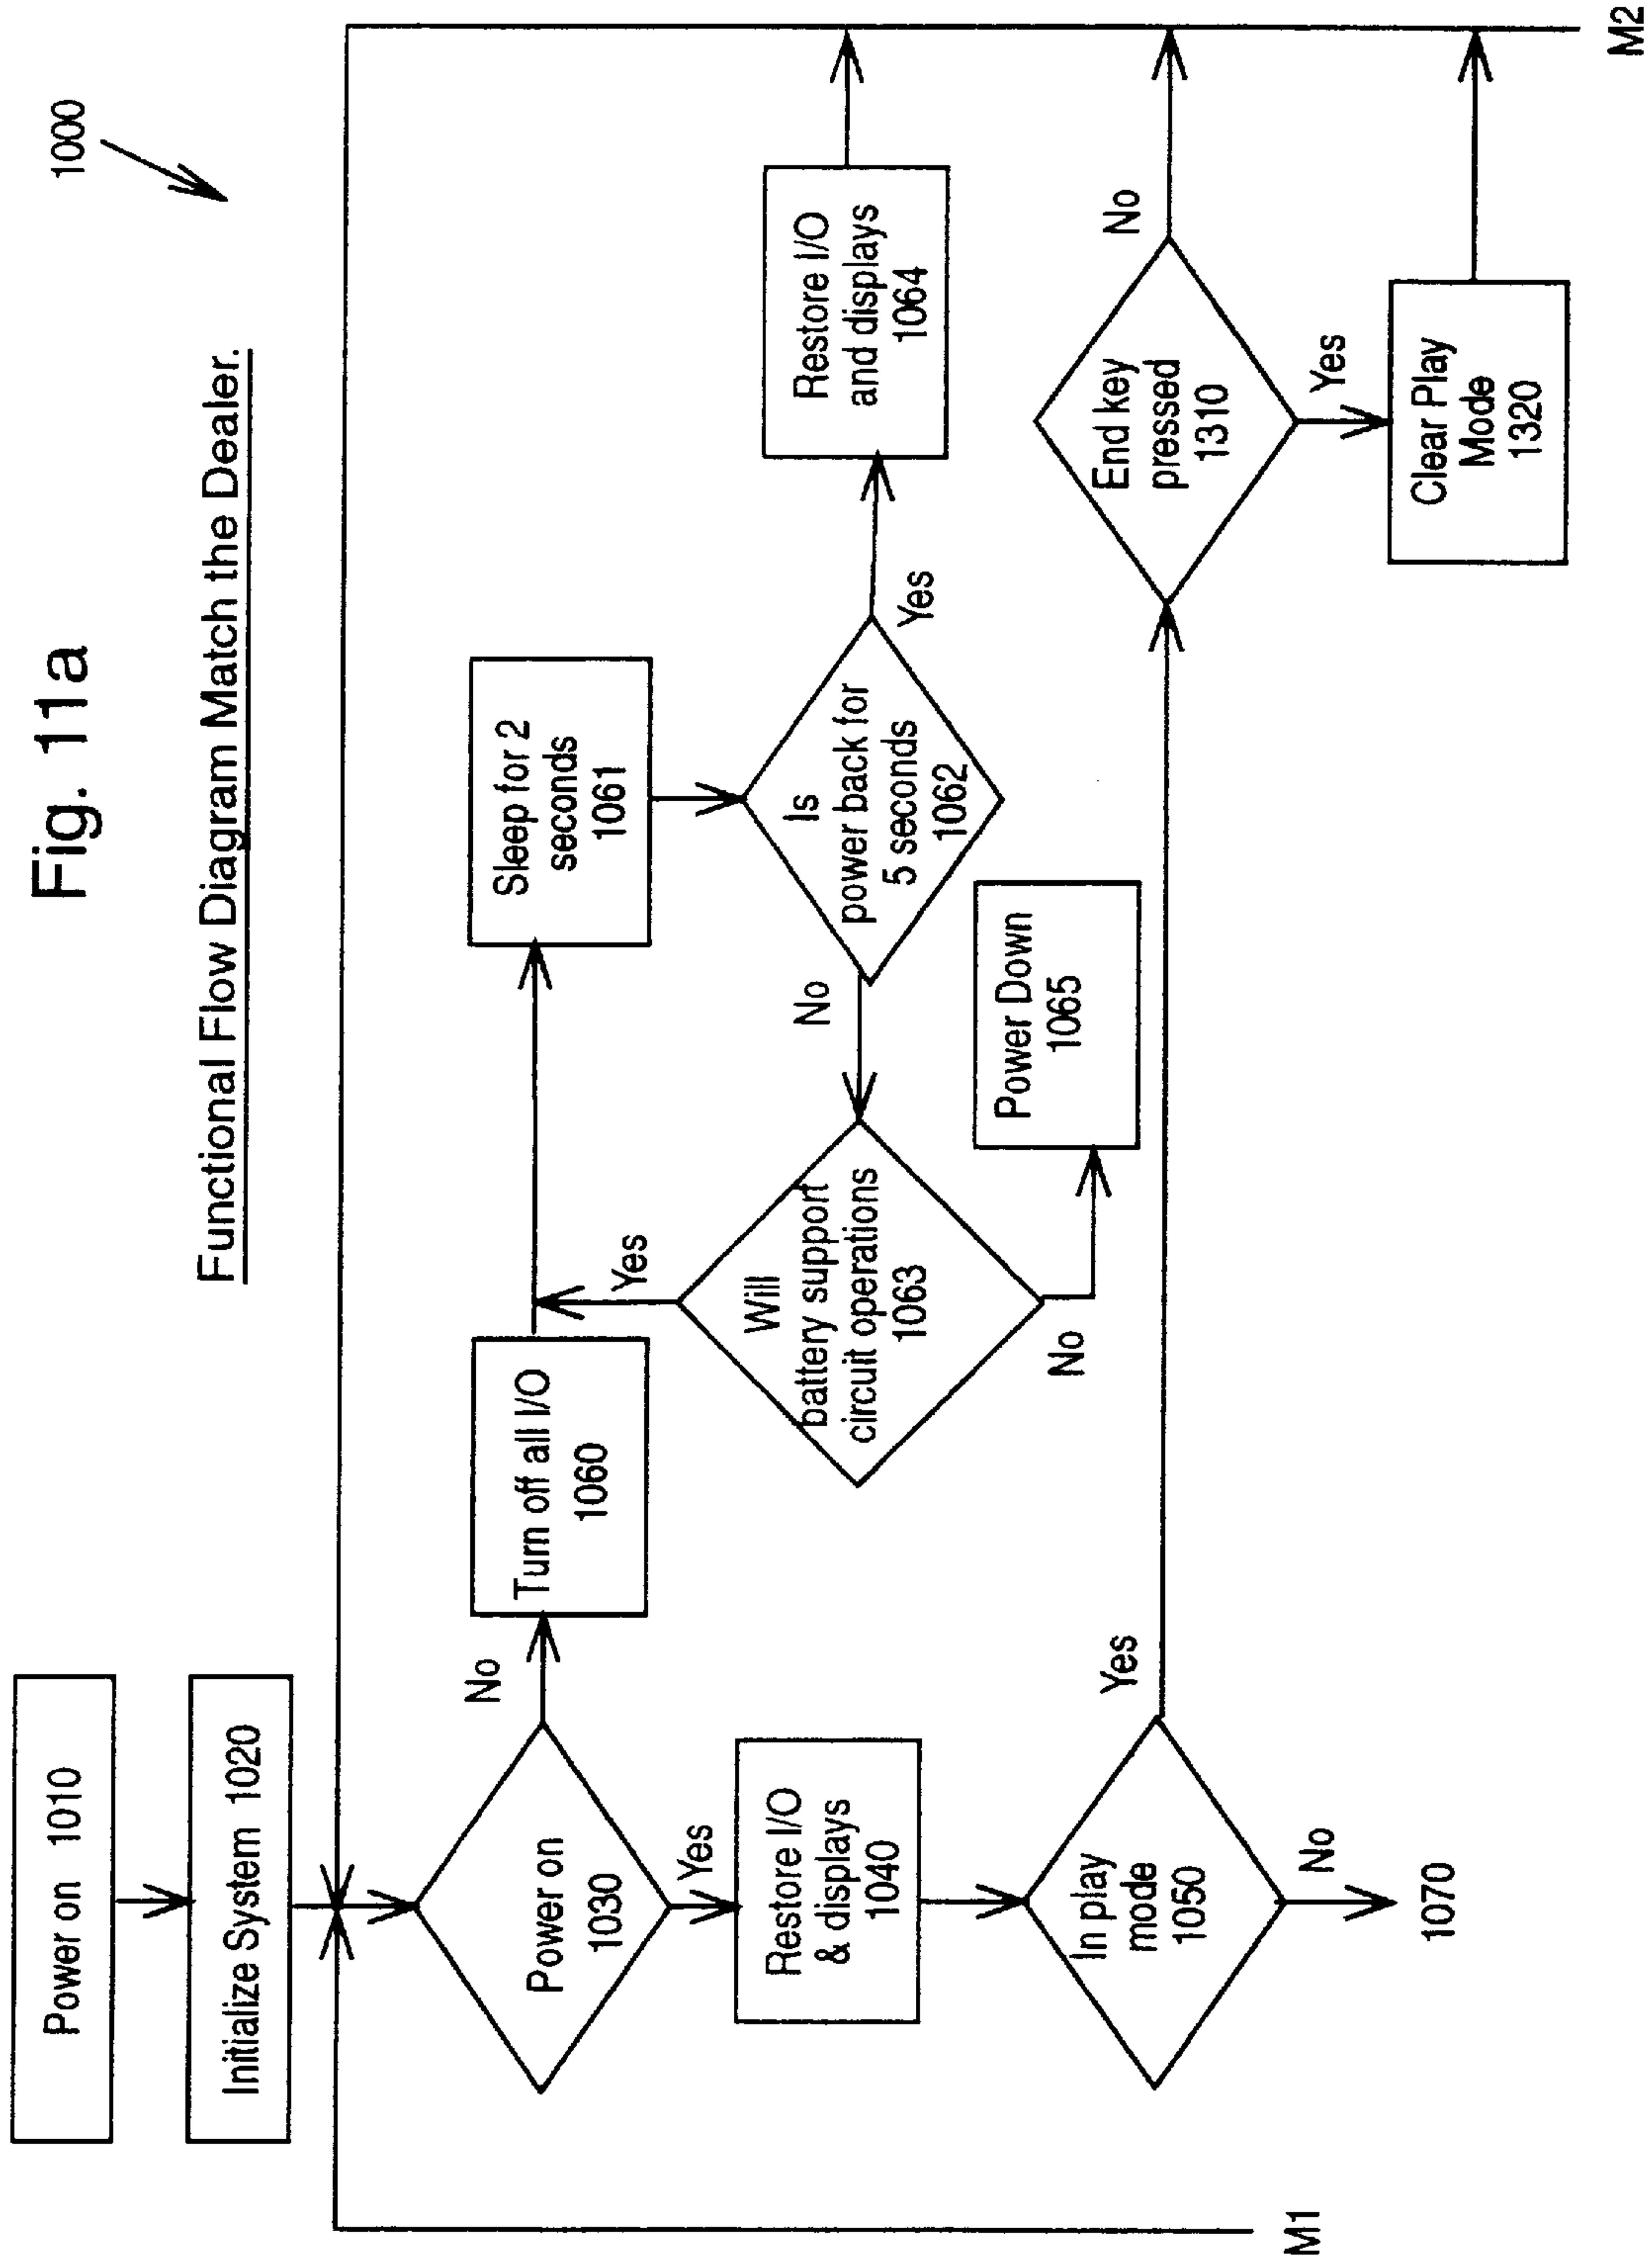 Fig. 11a
Functional Flow Diagram Match the Dealer.
1000
Power on 1010
Initialize System 1020
Power on
1030
No
Yes
Turn off all I/O
1060
Sleep for 2
seconds
1061
Is
power back for
5 seconds
1062
Yes
No
Restore I/O
and displays
1064
Will
battery support
circuit operations
1063
Yes
No
Power Down
1065
Restore I/O
& displays
1040
In play
mode
1050
Yes
No
1070
End key
pressed
1310
No
Yes
Clear Play
Mode
1320
M1
M2